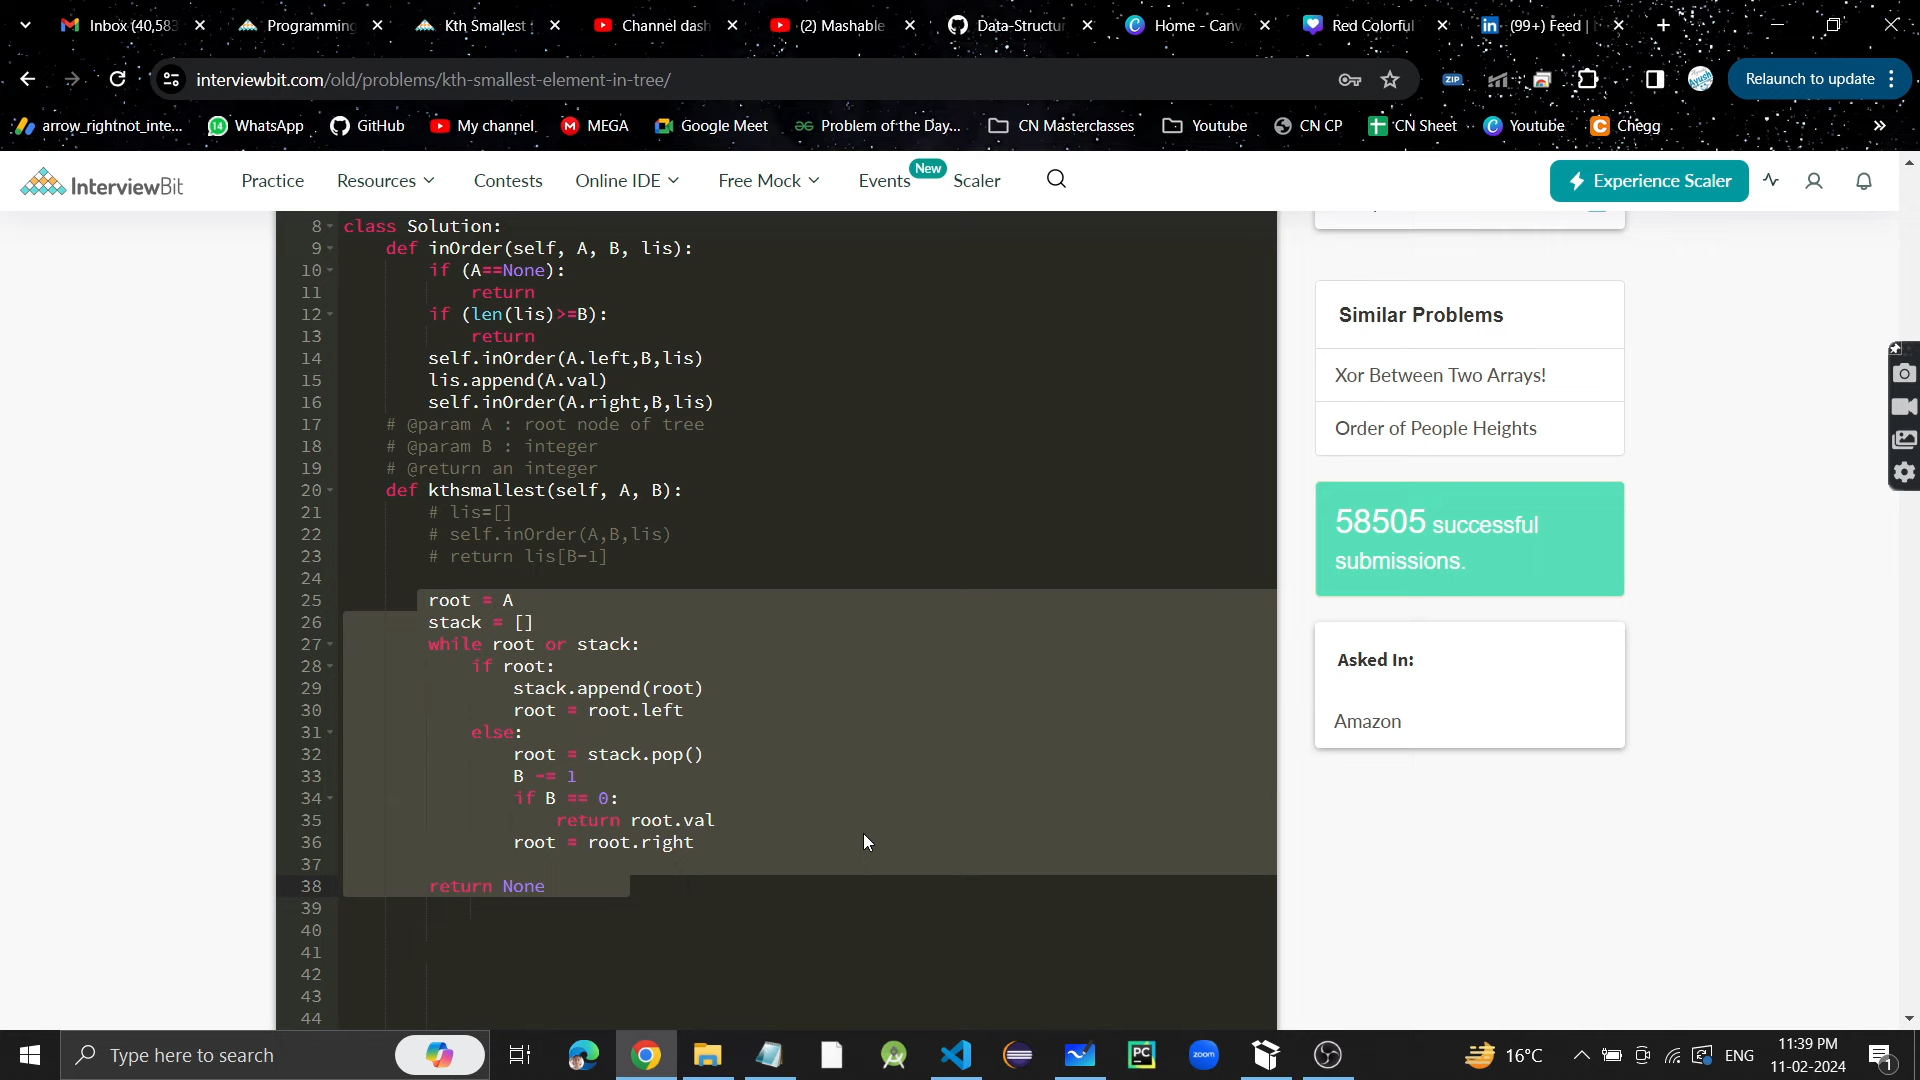 Inbox (40,583
Programming
Kth Smallest
Channel dash
(2) Mashable
Data-Structur
Home - Canv
Red Colorful
(99+) Feed |
interviewbit.com/old/problems/kth-smallest-element-in-tree/
ZIP
Relaunch to update
arrow_rightnot_inte...
WhatsApp
GitHub
My channel
MEGA
Google Meet
Problem of the Day...
CN Masterclasses
Youtube
CN CP
CN Sheet
Youtube
Chegg
InterviewBit
Practice
Resources
Contests
Online IDE
Free Mock
Events
New
Scaler
Experience Scaler
8 class Solution:
9 def inOrder(self, A, B, lis):
10 if (A==None):
11 return
12 if (len(lis)>=B):
13 return
14 self.inOrder(A.left,B,lis)
15 lis.append(A.val)
16 self.inOrder(A.right,B,lis)
17 # @param A : root node of tree
18 # @param B : integer
19 # @return an integer
20 def kthsmallest(self, A, B):
21 # lis=[]
22 # self.inOrder(A,B,lis)
23 # return lis[B-1]
24
25 root = A
26 stack = []
27 while root or stack:
28 if root:
29 stack.append(root)
30 root = root.left
31 else:
32 root = stack.pop()
33 B -= 1
34 if B == 0:
35 return root.val
36 root = root.right
37
38 return None
39
40
41
42
43
44
Similar Problems
Xor Between Two Arrays!
Order of People Heights
58505 successful
submissions.
Asked In:
Amazon
Type here to search
PC
zoom
16°C
ENG
11:39 PM
11-02-2024
1